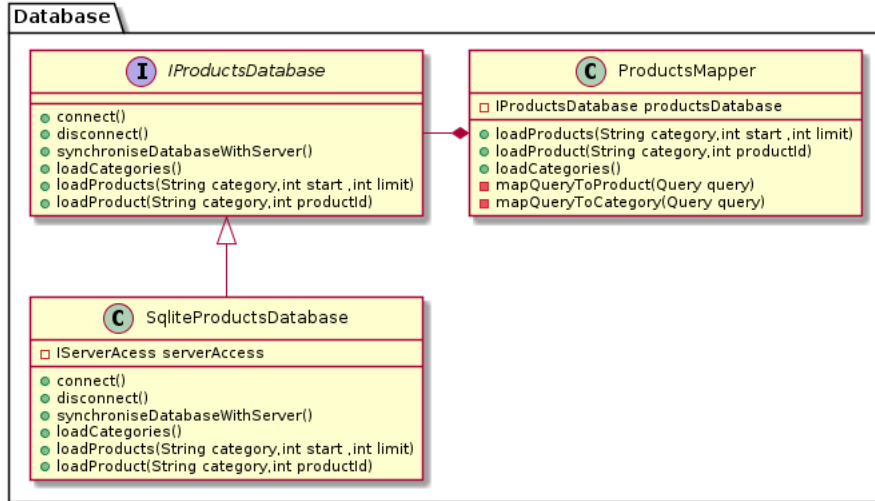 Database
I IProductsDatabase
connect()
disconnect()
synchroniseDatabaseWithServer()
loadCategories()
loadProducts(String category,int start ,int limit)
loadProduct(String category,int productId)
C ProductsMapper
IProductsDatabase productsDatabase
loadProducts(String category,int start ,int limit)
loadProduct(String category,int productId)
loadCategories()
mapQueryToProduct(Query query)
mapQueryToCategory(Query query)
C SqliteProductsDatabase
IServerAcess serverAccess
connect()
disconnect()
synchroniseDatabaseWithServer()
loadCategories()
loadProducts(String category,int start ,int limit)
loadProduct(String category,int productId)